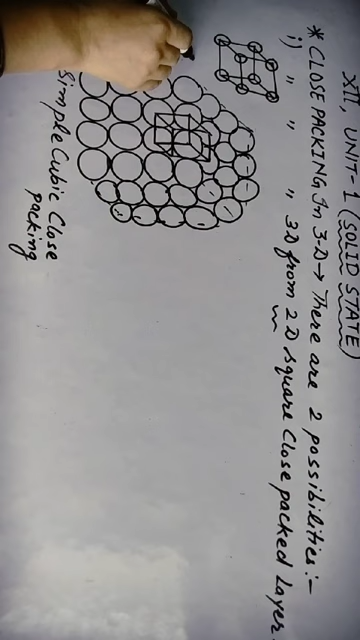 XII, UNIT-1 (SOLID STATE)
* CLOSE PACKING In 3-D → There are 2 possibilities:-
i) " " " 3D from 2D square Close packed Layer.
Simple Cubic Close
packing